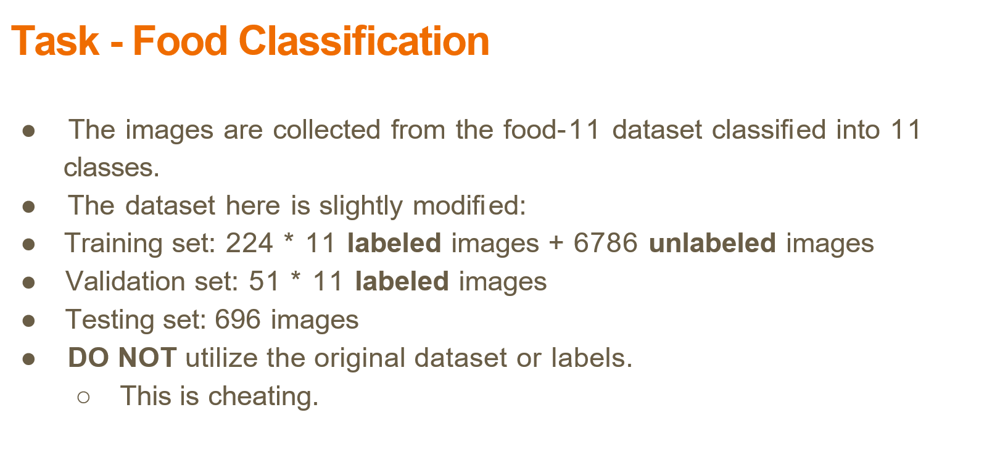 Task - Food Classification
● The images are collected from the food-11 dataset classified into 11
classes.
● The dataset here is slightly modified:
● Training set: 224 * 11 labeled images + 6786 unlabeled images
● Validation set: 51 * 11 labeled images
● Testing set: 696 images
● DO NOT utilize the original dataset or labels.
○ This is cheating.